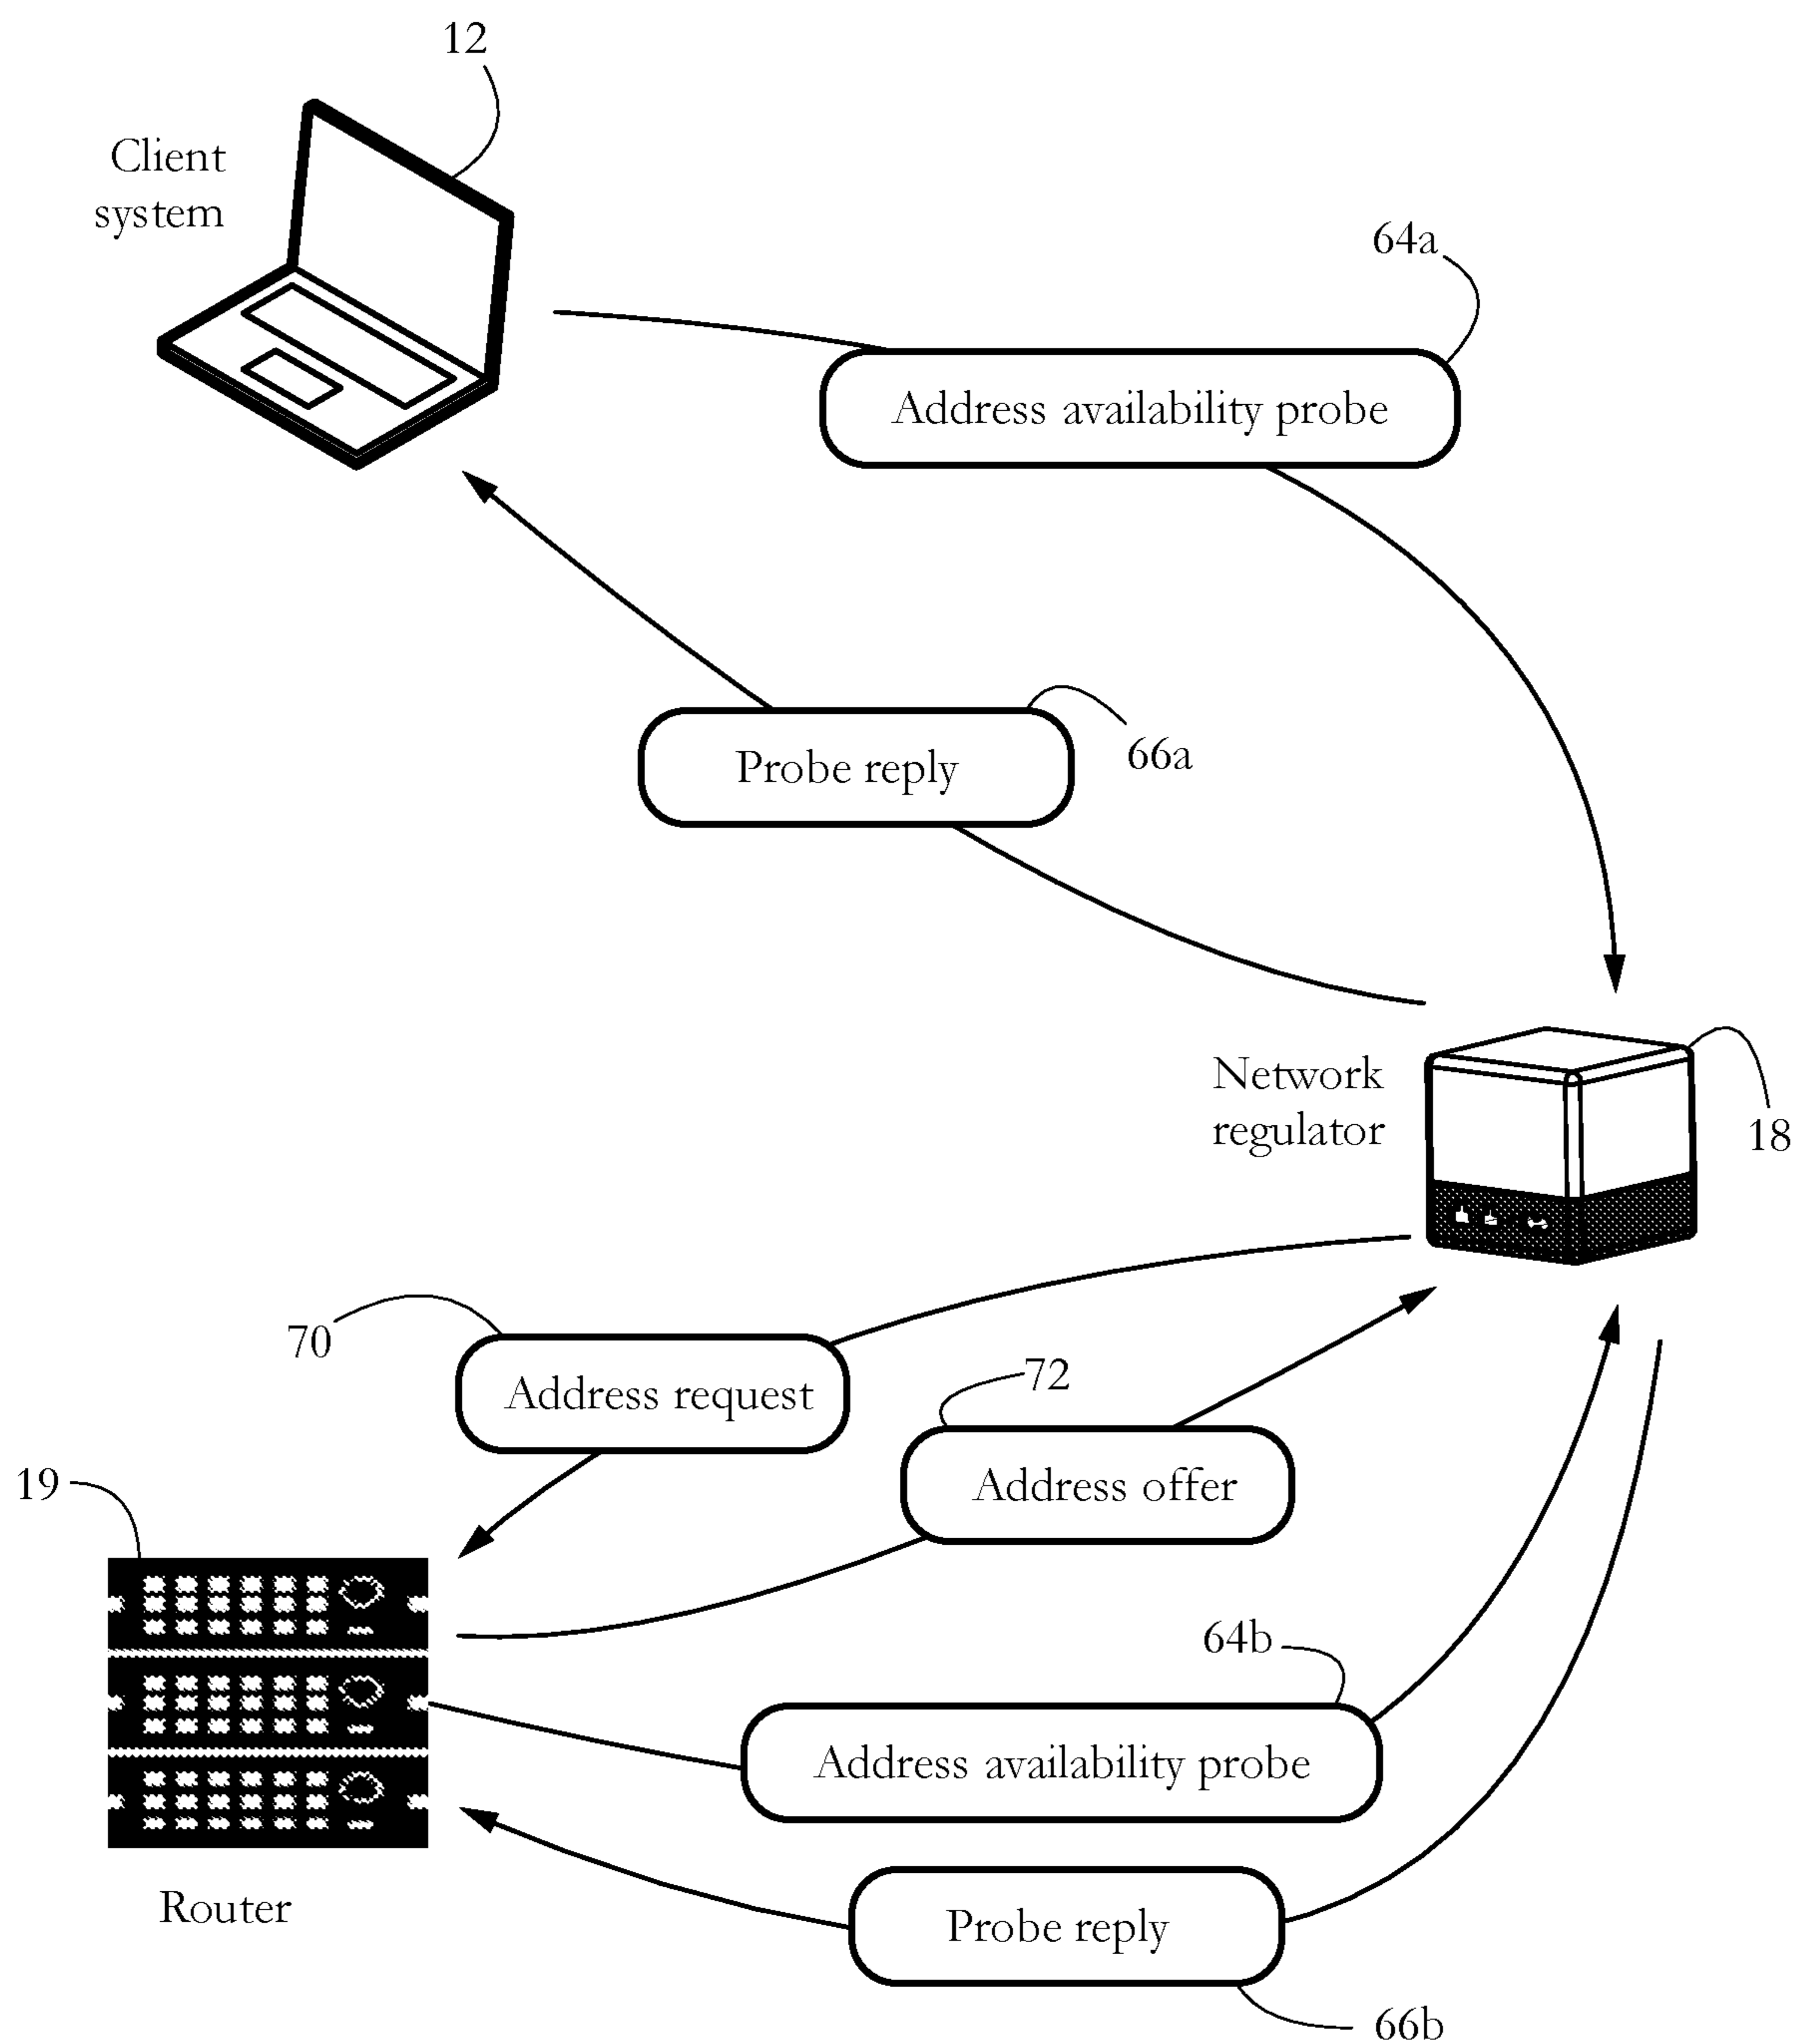 12
Client
system
64a
Address availability probe
66a
Probe reply
Network
regulator
18
70
Address request
72
Address offer
19
64b
Address availability probe
Router
Probe reply
66b